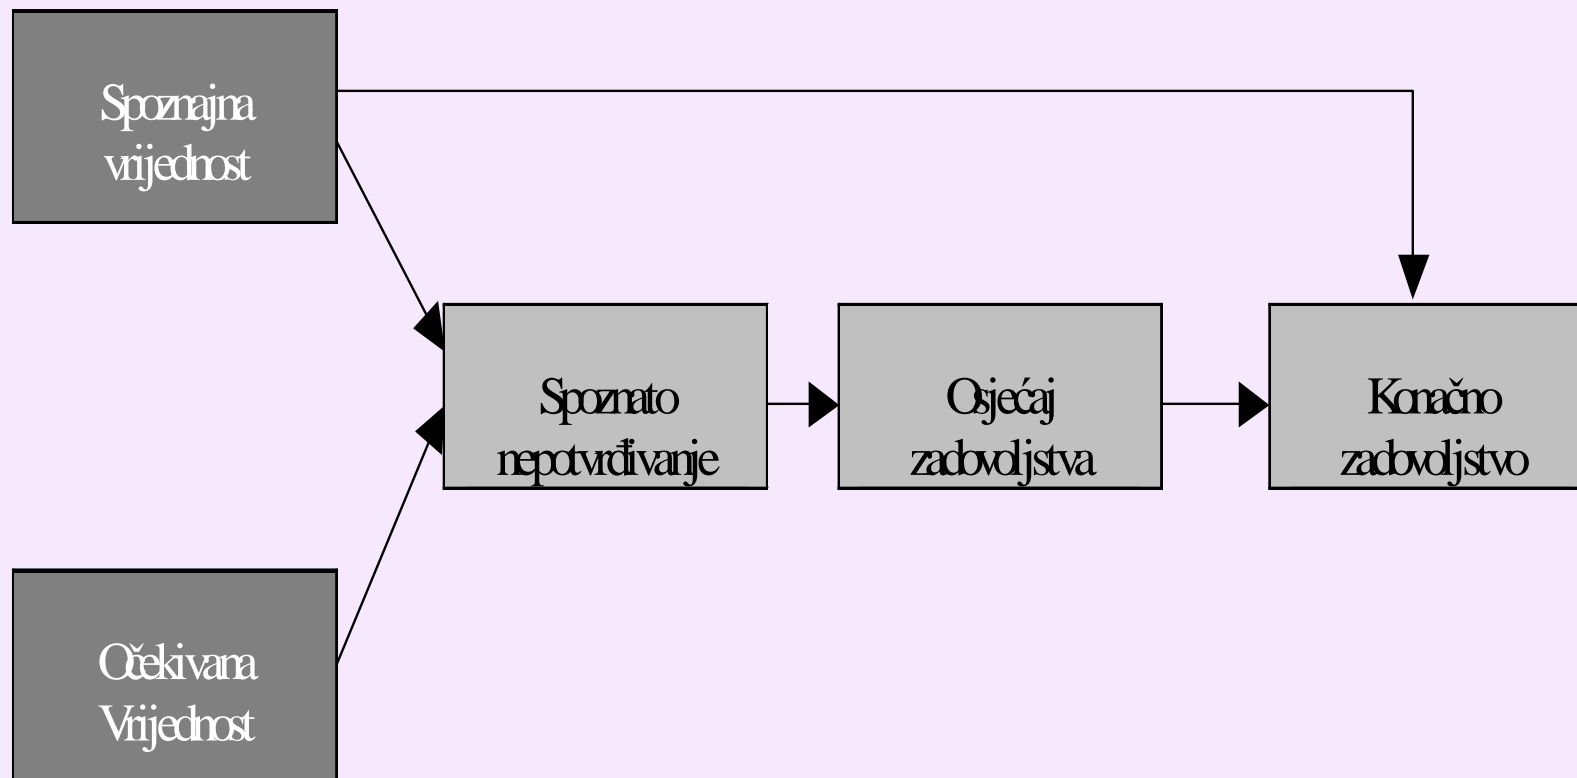 Spoznajna
vrijednost
Spoznato
nepotvrđivanje
Osjećaj
zadovoljstva
Konačno
zadovoljstvo
Očekivana
Vrijednost